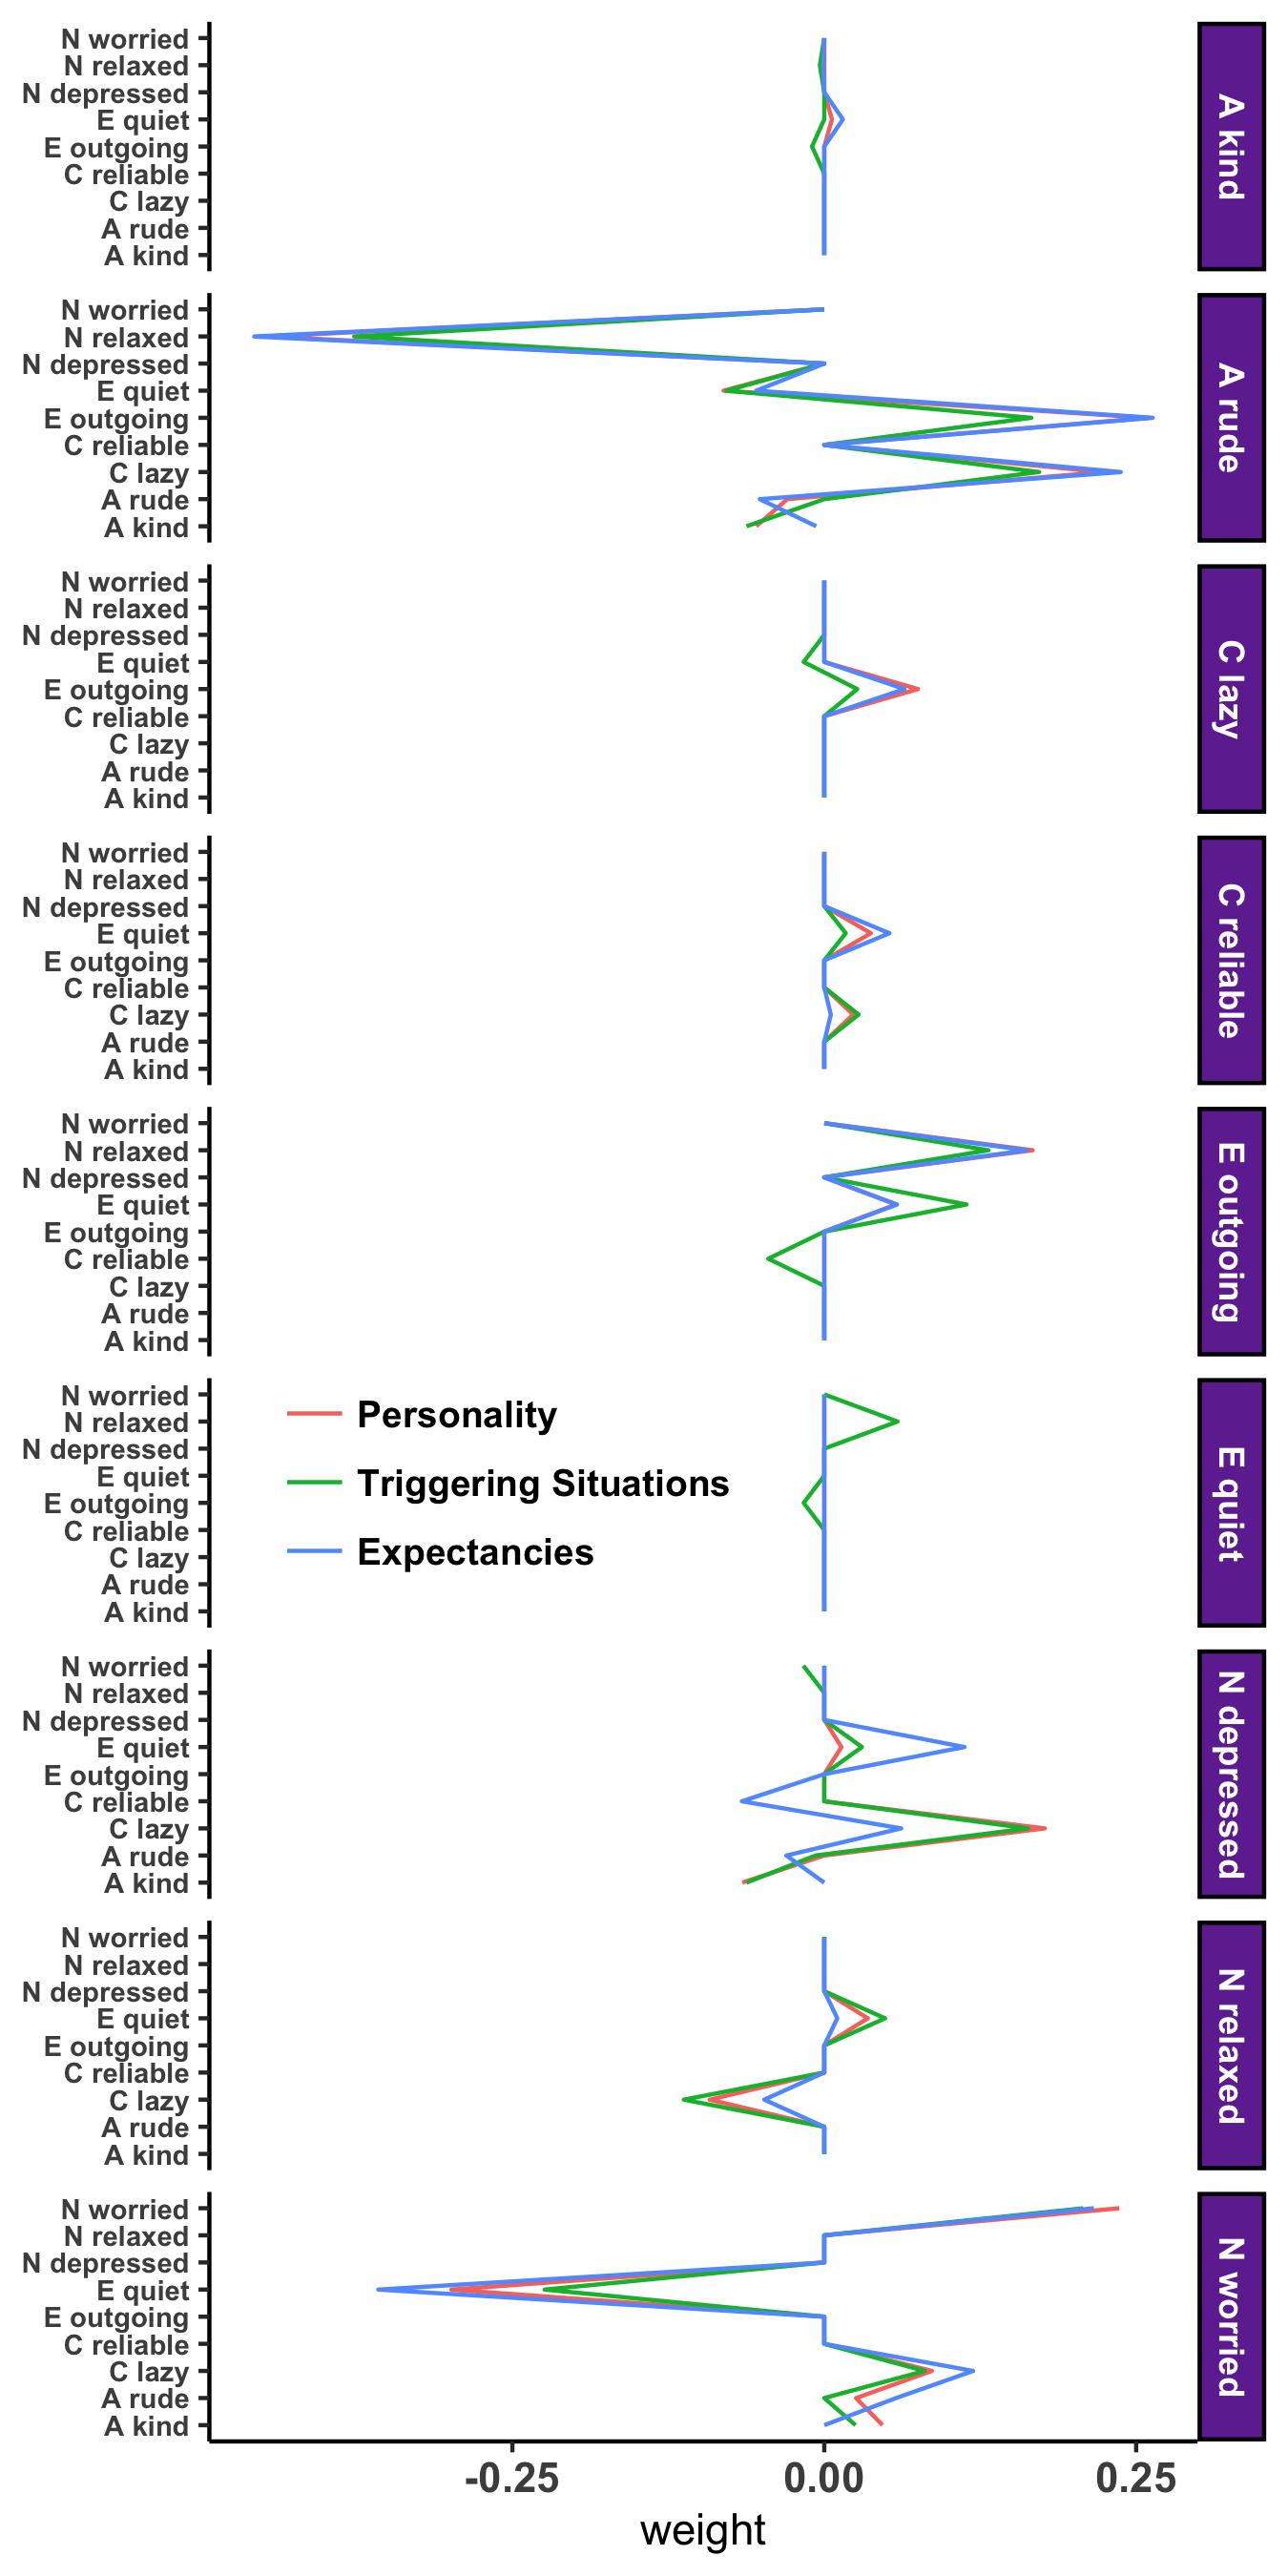 N worried
N relaxed
N depressed
E quiet
E outgoing
C reliable
C lazy
A rude
A kind
A kind
N worried
N relaxed
N depressed
E quiet
E outgoing
C reliable
C lazy
A rude
A kind
A rude
N worried
N relaxed
N depressed
E quiet
E outgoing
C reliable
C lazy
A rude
A kind
C lazy
N worried
N relaxed
N depressed
E quiet
E outgoing
C reliable
C lazy
A rude
A kind
C reliable
N worried
N relaxed
N depressed
E quiet
E outgoing
C reliable
C lazy
A rude
A kind
E outgoing
N worried
N relaxed
N depressed
E quiet
E outgoing
C reliable
C lazy
A rude
A kind
Personality
Triggering Situations
Expectancies
E quiet
N worried
N relaxed
N depressed
E quiet
E outgoing
C reliable
C lazy
A rude
A kind
N depressed
N worried
N relaxed
N depressed
E quiet
E outgoing
C reliable
C lazy
A rude
A kind
N relaxed
N worried
N relaxed
N depressed
E quiet
E outgoing
C reliable
C lazy
A rude
A kind
N worried
-0.25 0.00 0.25
weight